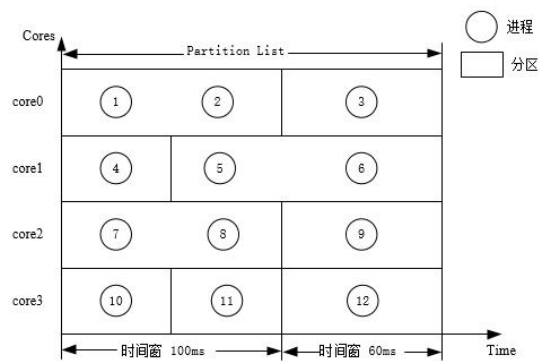 Cores
Partition List
进程
分区
core0
1
2
3
core1
4
5
6
core2
7
8
9
core3
10
11
12
时间窗 100ms
时间窗 60ms
Time